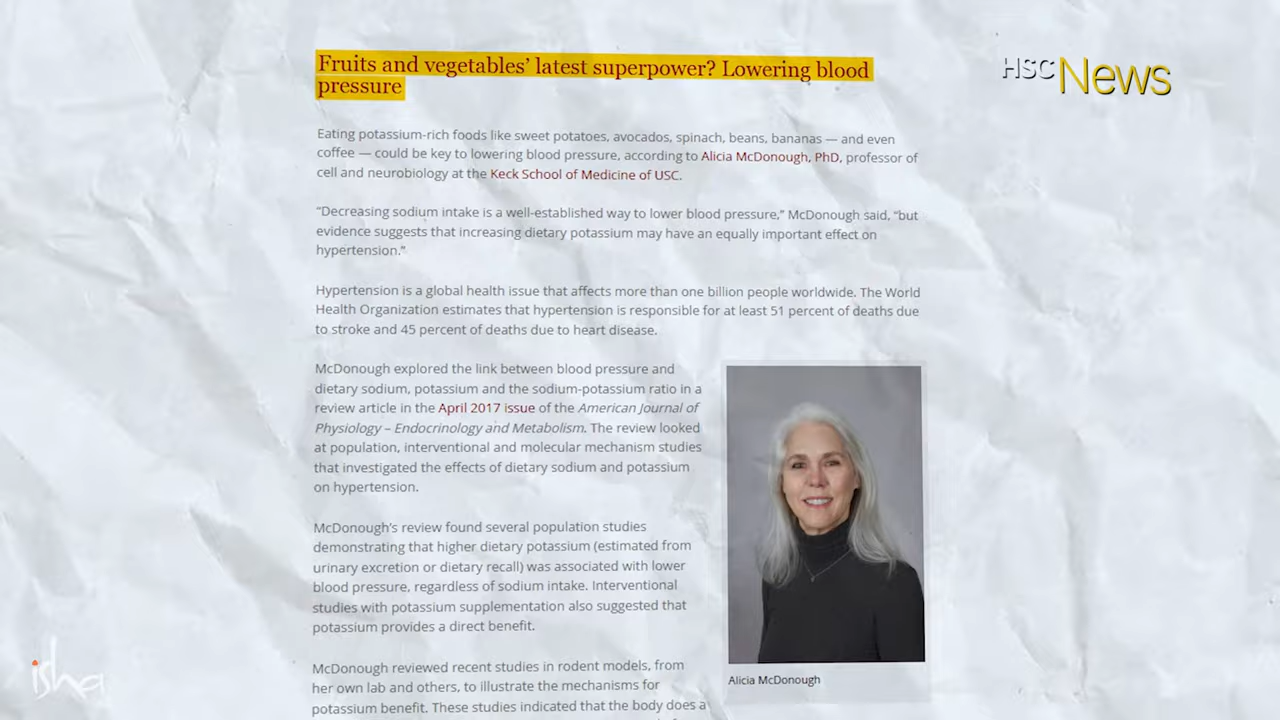 Fruits and vegetables’ latest superpower? Lowering blood
pressure
HSC News
Eating potassium-rich foods like sweet potatoes, avocados, spinach, beans, bananas — and even
coffee — could be key to lowering blood pressure, according to Alicia McDonough, PhD, professor of
cell and neurobiology at the Keck School of Medicine of USC.
“Decreasing sodium intake is a well-established way to lower blood pressure,” McDonough said, “but
evidence suggests that increasing dietary potassium may have an equally important effect on
hypertension.”
Hypertension is a global health issue that affects more than one billion people worldwide. The World
Health Organization estimates that hypertension is responsible for at least 51 percent of deaths due
to stroke and 45 percent of deaths due to heart disease.
McDonough explored the link between blood pressure and
dietary sodium, potassium and the sodium-potassium ratio in a
review article in the April 2017 issue of the American Journal of
Physiology – Endocrinology and Metabolism. The review looked
at population, interventional and molecular mechanism studies
that investigated the effects of dietary sodium and potassium
on hypertension.
McDonough’s review found several population studies
demonstrating that higher dietary potassium (estimated from
urinary excretion or dietary recall) was associated with lower
blood pressure, regardless of sodium intake. Interventional
studies with potassium supplementation also suggested that
potassium provides a direct benefit.
McDonough reviewed recent studies in rodent models, from
her own lab and others, to illustrate the mechanisms for
potassium benefit. These studies indicated that the body does a
Alicia McDonough
isha